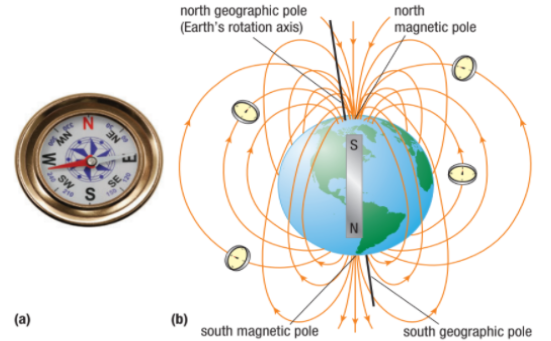 north geographic pole
(Earth's rotation axis)
north
magnetic pole
N
NE
E
SE
S
SW
W
NW
S
N
(a)
(b)
south magnetic pole
south geographic pole